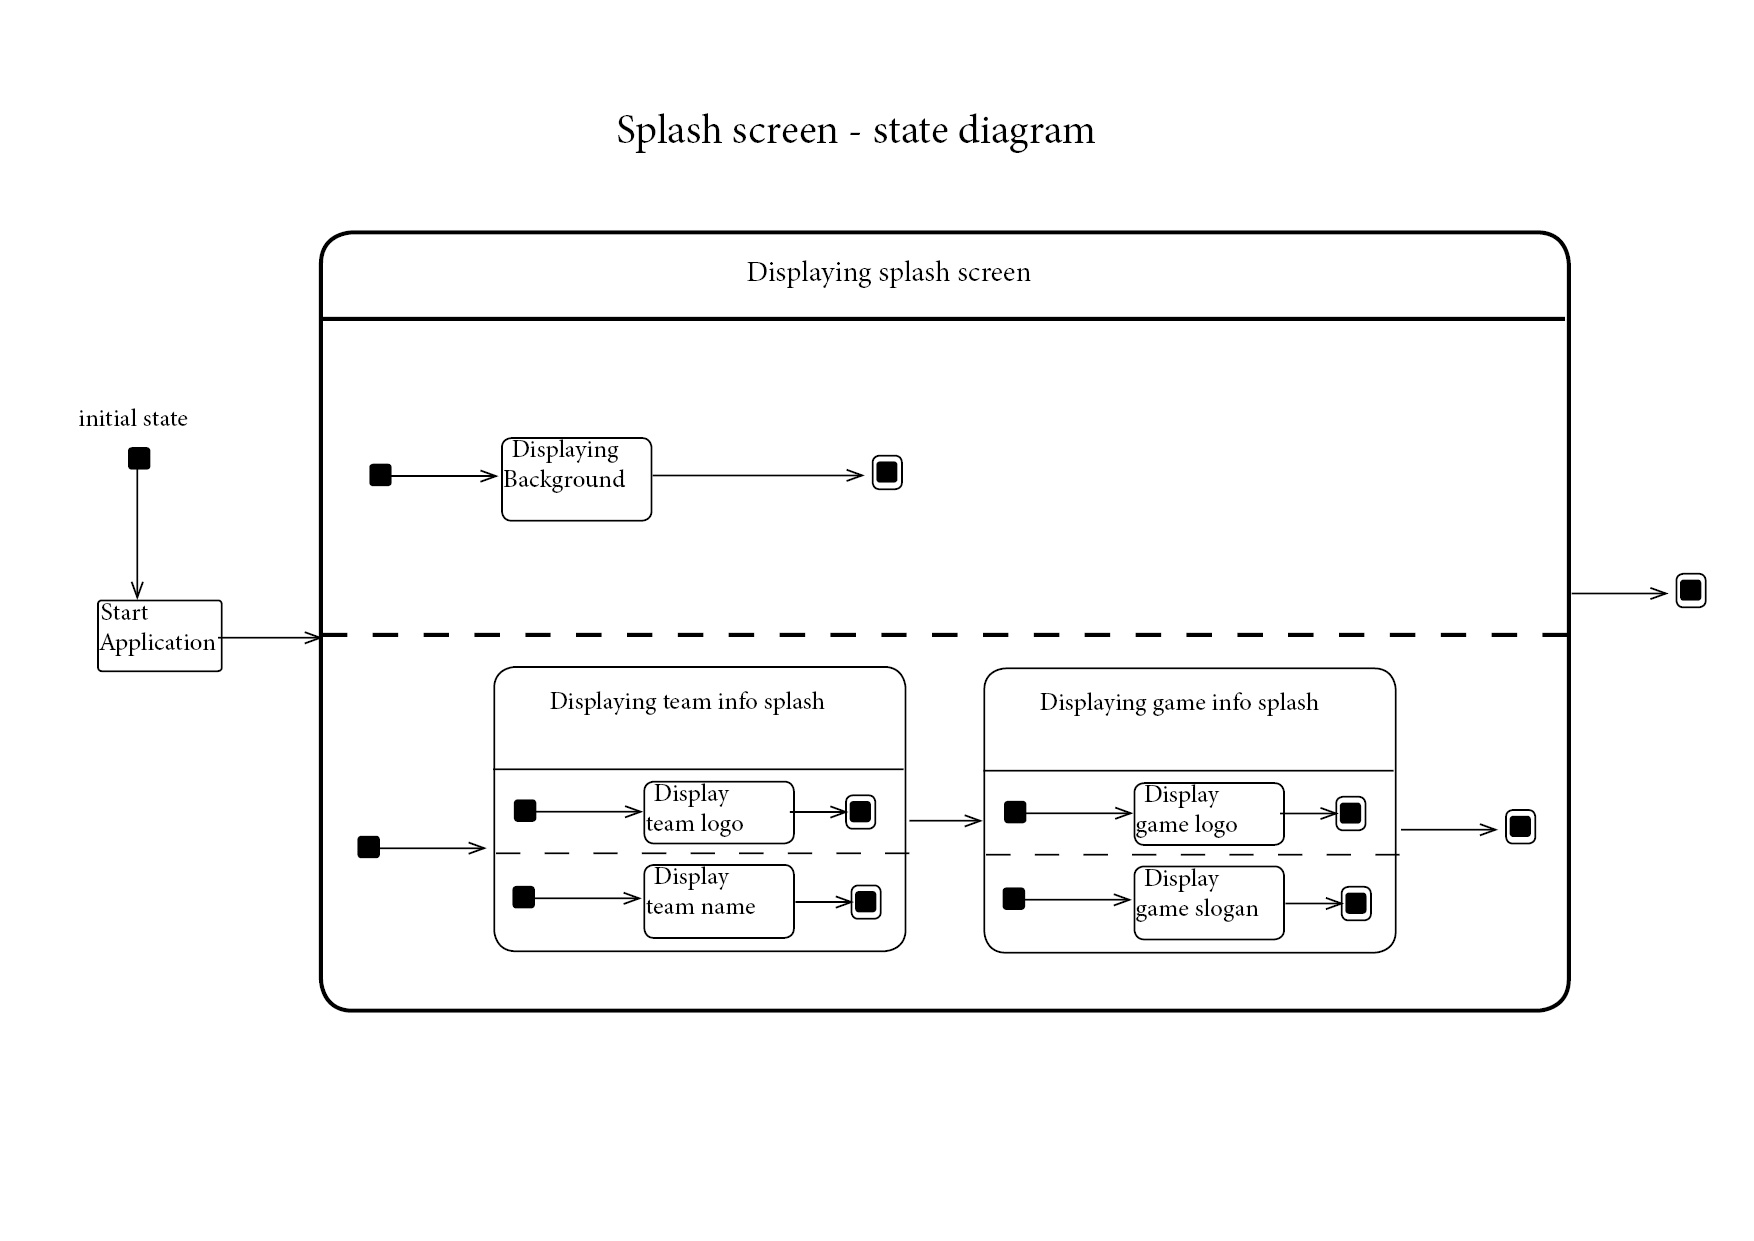 Splash screen - state diagram
Displaying splash screen
initial state
Displaying
Background
Start
Application
Displaying team info splash
Displaying game info splash
Display
team logo
Display
game logo
Display
team name
Display
game slogan